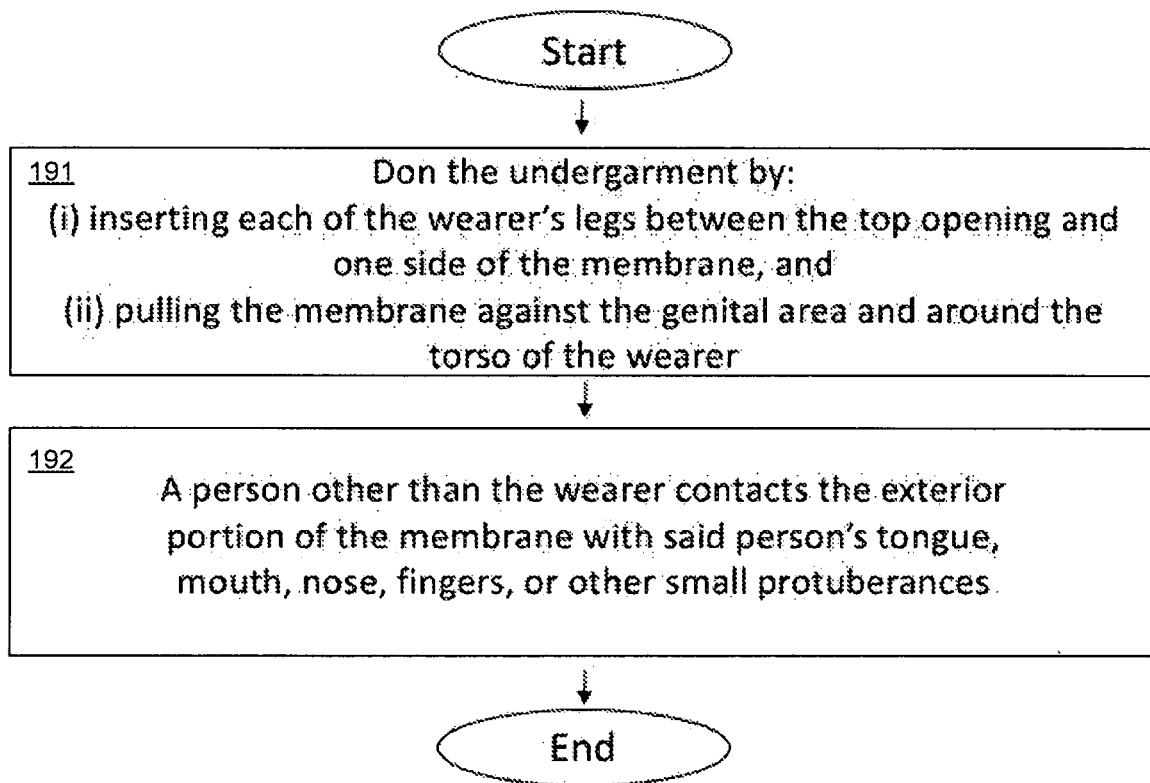 Start
191
Don the undergarment by:
(i) inserting each of the wearer's legs between the top opening and
one side of the membrane, and
(ii) pulling the membrane against the genital area and around the
torso of the wearer
192
A person other than the wearer contacts the exterior
portion of the membrane with said person's tongue,
mouth, nose, fingers, or other small protuberances
End